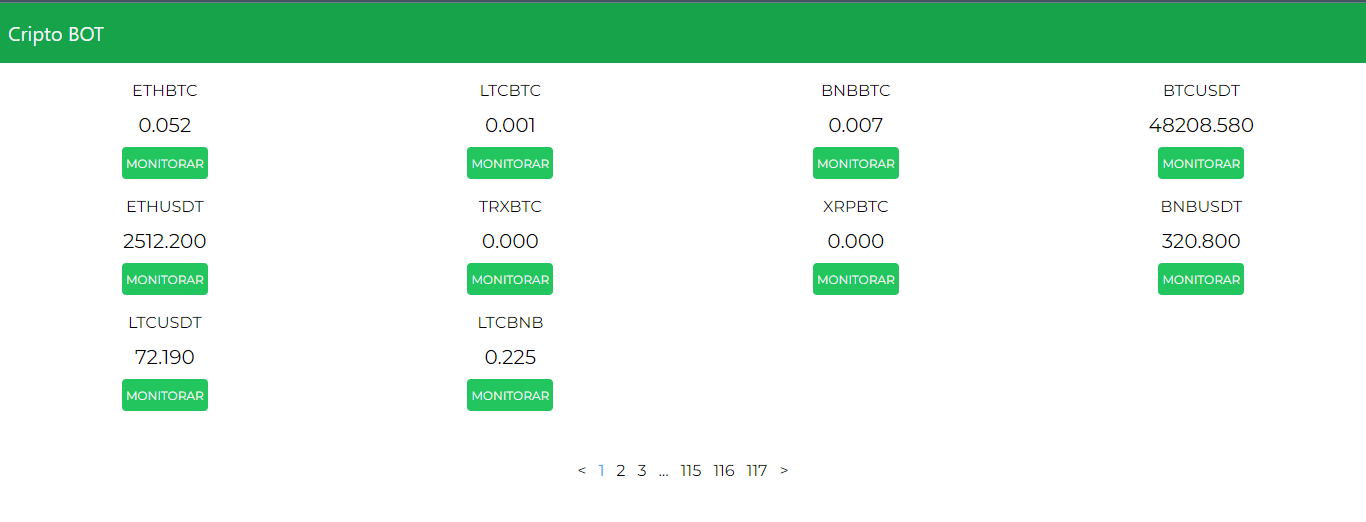 Cripto BOT
ETHBTC LTCBTC BNBBTC BTCUSDT
0.052 0.001 0.007 48208.580
MONITORAR MONITORAR MONITORAR MONITORAR
ETHUSDT TRXBTC XRPBTC BNBUSDT
2512.200 0.000 0.000 320.800
MONITORAR MONITORAR MONITORAR MONITORAR
LTCUSDT LTCBNB
72.190 0.225
MONITORAR MONITORAR
< 1 2 3 ... 115 116 117 >